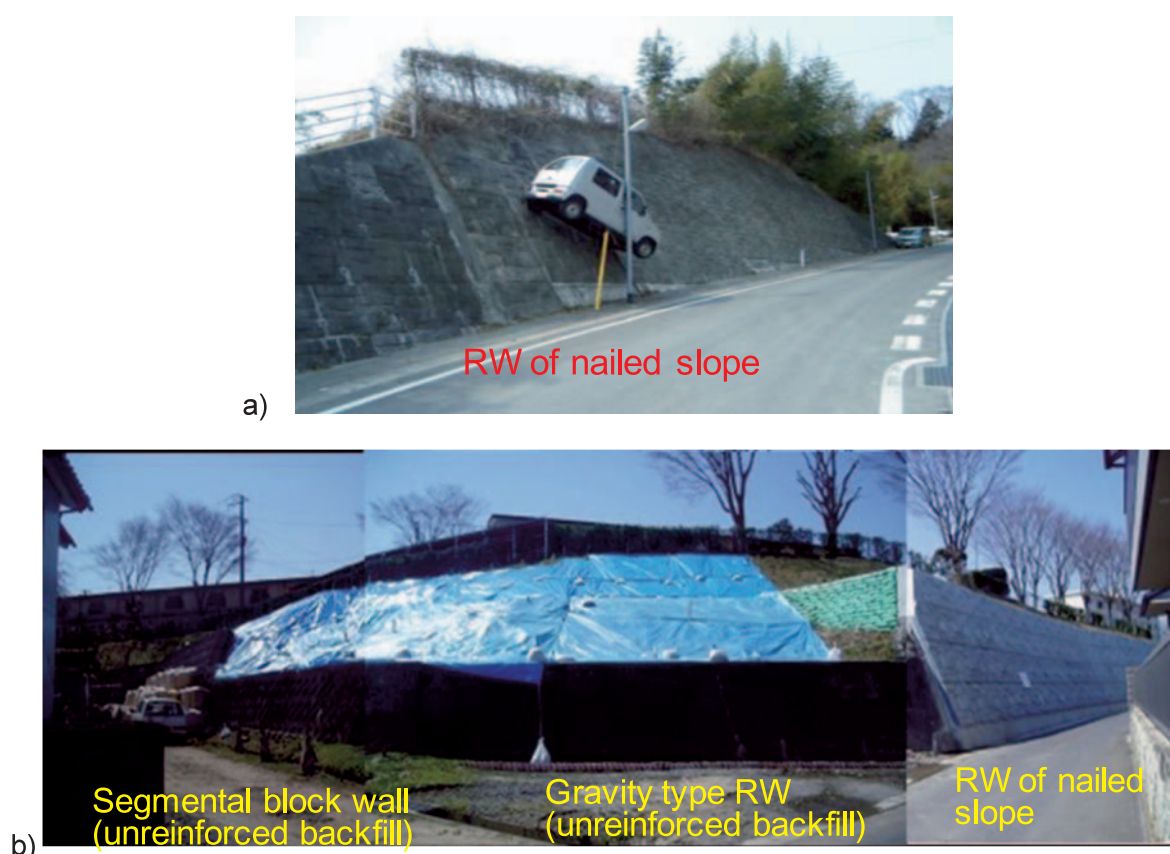 RW of nailed slope
a)
Segmental block wall
(unreinforced backfill)
Gravity type RW
(unreinforced backfill)
RW of nailed
slope
b)